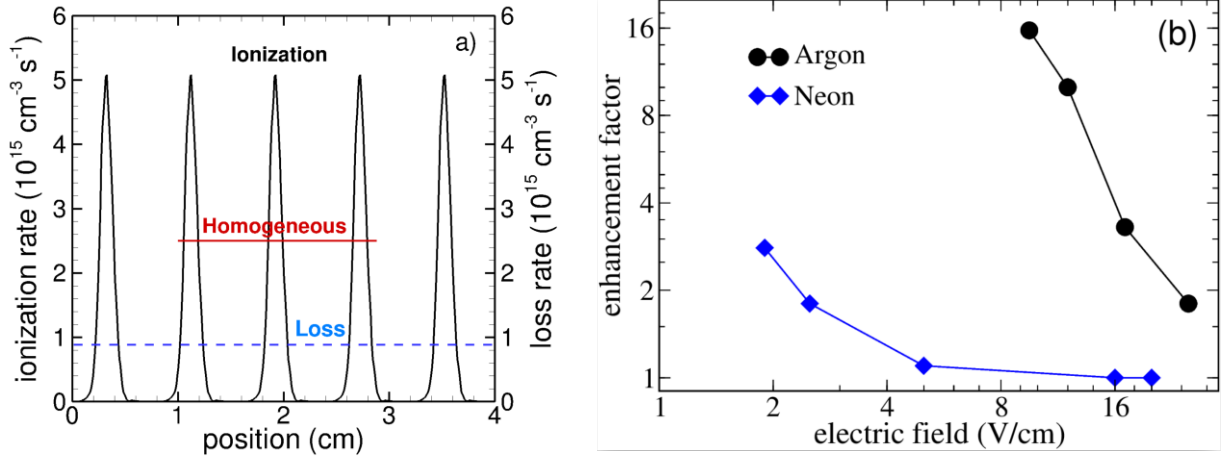 a)
Ionization
Homogeneous
Loss
6
5
4
3
2
1
0
ionization rate (10¹⁵ cm⁻³ s⁻¹)
6
5
4
3
2
1
0
loss rate (10¹⁵ cm⁻³ s⁻¹)
0 1 2 3 4
position (cm)
(b)
Argon
Neon
16
8
4
2
1
enhancement factor
1 2 4 8 16
electric field (V/cm)